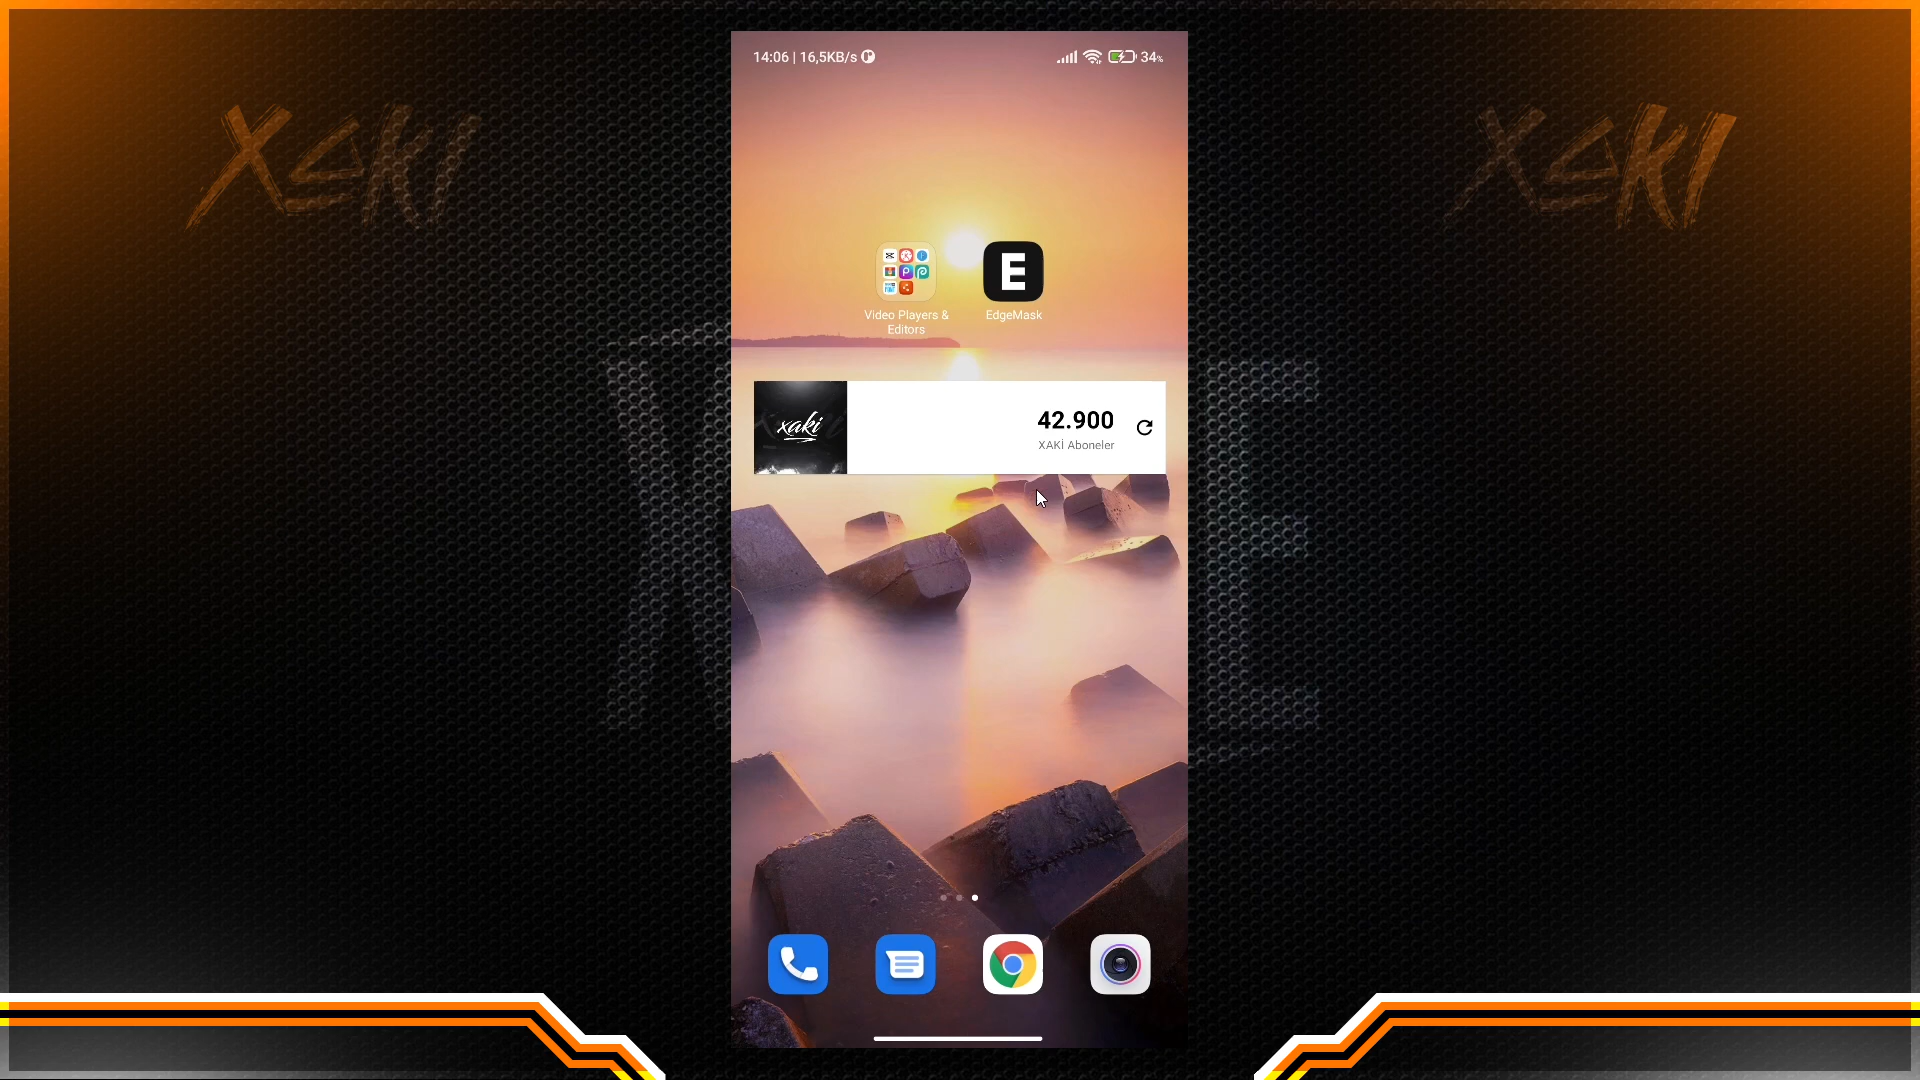 XAKI
XAKI
14:06 | 16,5KB/s
34%
Video Players &
Editors
E
EdgeMask
xaki
42.900
XAKİ Aboneler